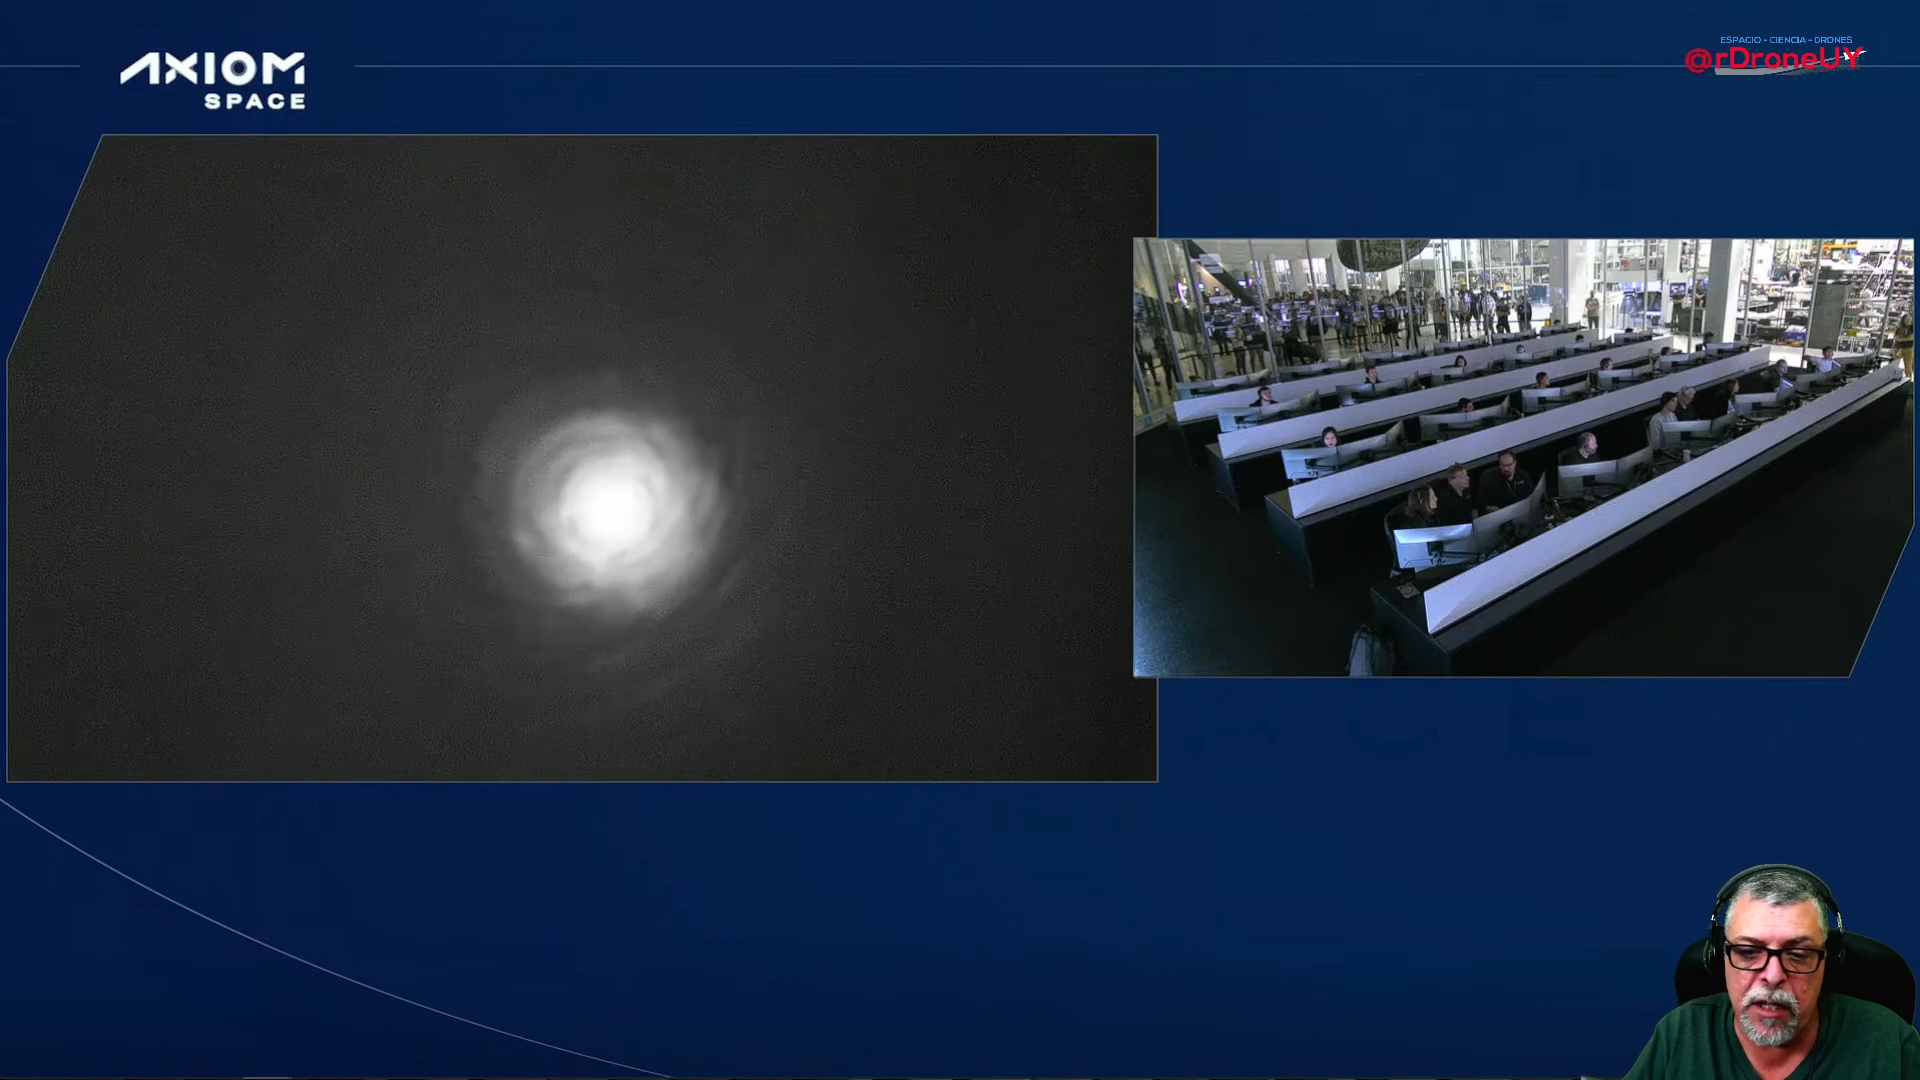 AXIOM
SPACE
ESPACIO - CIENCIA - DRONES
@rDroneUY